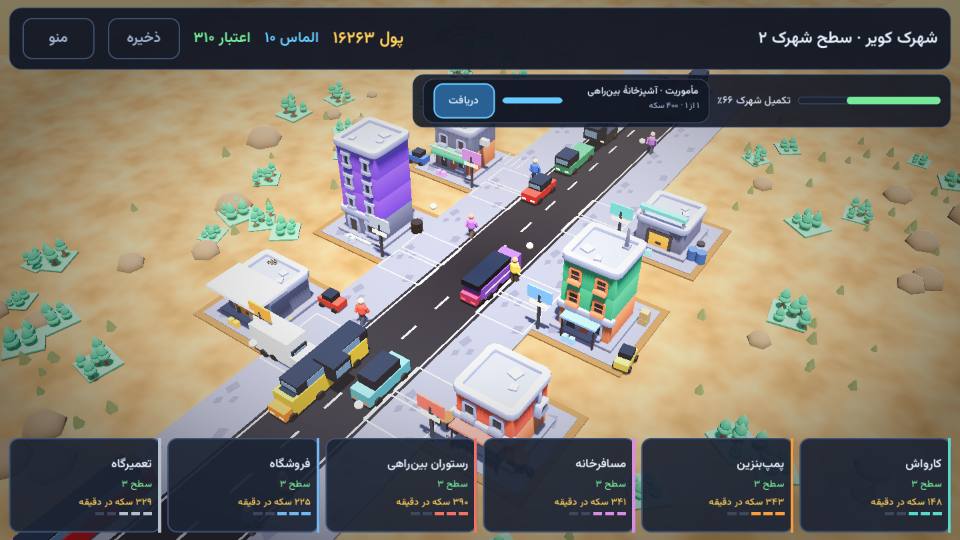 شهرک کویر · سطح شهرک ۲
پول ۱۶۲۶۳
الماس ۱۰
اعتبار ۳۱۰
ذخیره
منو
تکمیل شهرک ۶۶٪
مأموریت · آشپزخانهٔ بین‌راهی
۱ از ۱ · ۴۰۰ سکه
دریافت
کارواش
سطح ۳
۱۴۸ سکه در دقیقه
پمپ‌بنزین
سطح ۳
۳۴۳ سکه در دقیقه
مسافرخانه
سطح ۳
۳۴۱ سکه در دقیقه
رستوران بین‌راهی
سطح ۳
۳۹۰ سکه در دقیقه
فروشگاه
سطح ۳
۲۲۵ سکه در دقیقه
تعمیرگاه
سطح ۳
۳۲۹ سکه در دقیقه